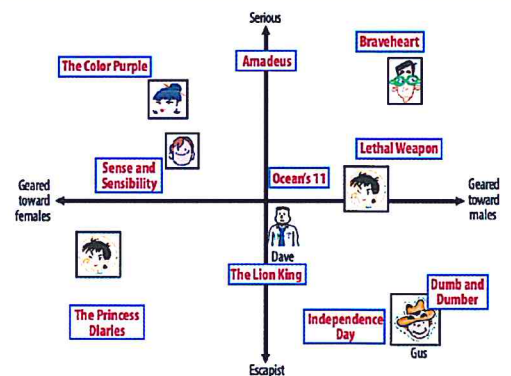 Serious
Braveheart
Amadeus
The Color Purple
Lethal Weapon
Sense and
Sensibility
Ocean's 11
Geared
toward
females
Geared
toward
males
Dave
The Lion King
Dumb and
Dumber
The Princess
Diaries
Independence
Day
Gus
Escapist